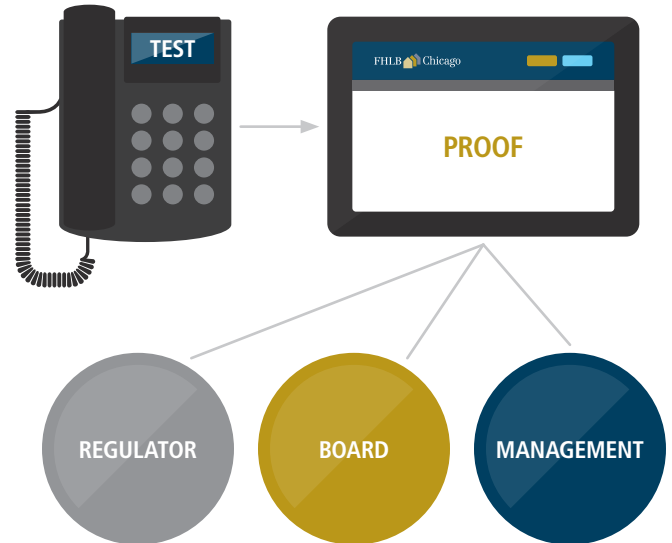 TEST
FHLB Chicago
PROOF
REGULATOR
BOARD
MANAGEMENT